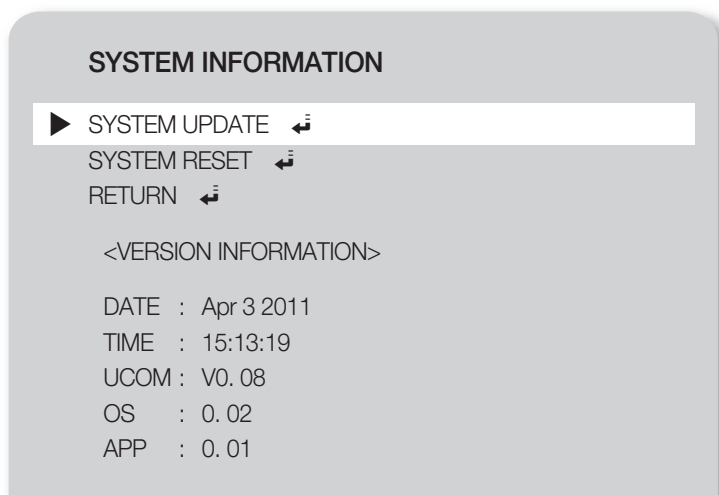 SYSTEM INFORMATION
SYSTEM UPDATE
SYSTEM RESET
RETURN
<VERSION INFORMATION>
DATE : Apr 3 2011
TIME : 15:13:19
UCOM : V0. 08
OS : 0. 02
APP : 0. 01